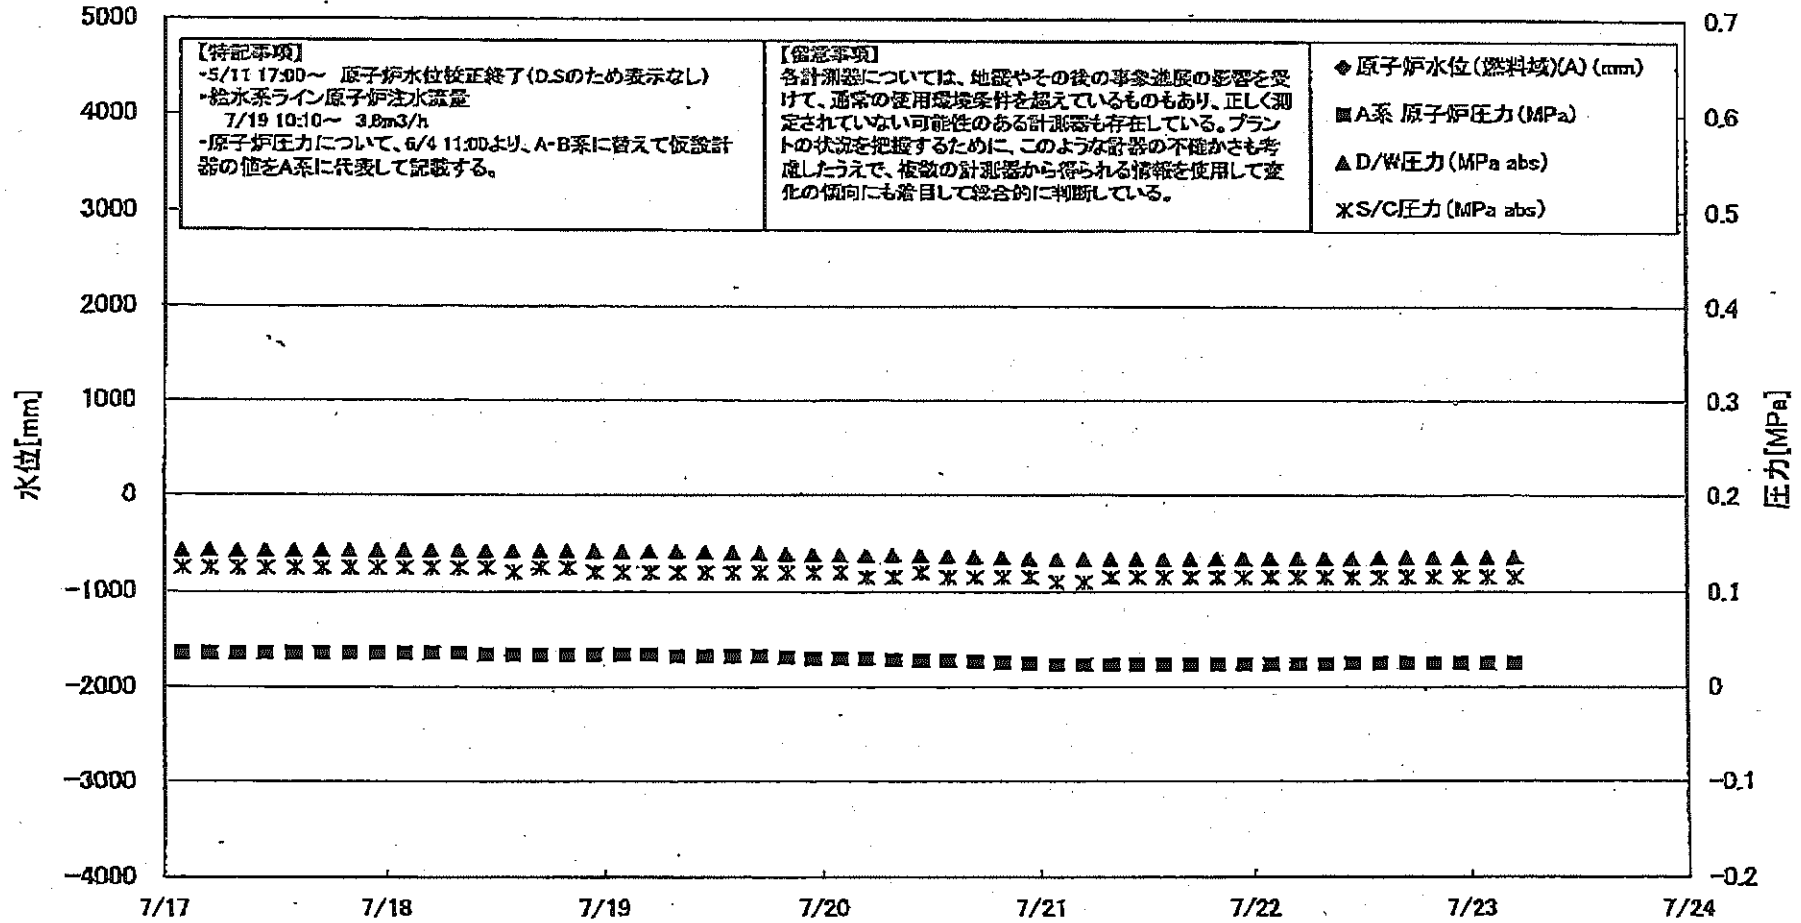 5000
4000
3000
2000
1000
0
-1000
-2000
-3000
-4000
水位[mm]
【特記事項】
・5/11 17:00～ 原子炉水位校正終了(D.Sのため表示なし)
・給水系ライン原子炉注水流量
7/19 10:10～ 3.8m3/h
・原子炉圧力について、6/4 11:00より、A・B系に替えて仮設計
器の値をA系に代表して記載する。
【留意事項】
各計測器については、地震やその後の事象進展の影響を受
けて、通常の使用環境条件を超えているものもあり、正しく測
定されていない可能性のある計測器も存在している。プラン
トの状況を把握するために、このような計器の不確かさも考
慮したうえで、複数の計測器から得られる情報を使用して変
化の傾向にも着目して総合的に判断している。
◆原子炉水位(燃料域)(A)(mm)
■A系 原子炉圧力(MPa)
▲D/W圧力(MPa abs)
ЖS/C圧力(MPa abs)
0.7
0.6
0.5
0.4
0.3
0.2
0.1
0
-0.1
-0.2
圧力[MPa]
7/17
7/18
7/19
7/20
7/21
7/22
7/23
7/24